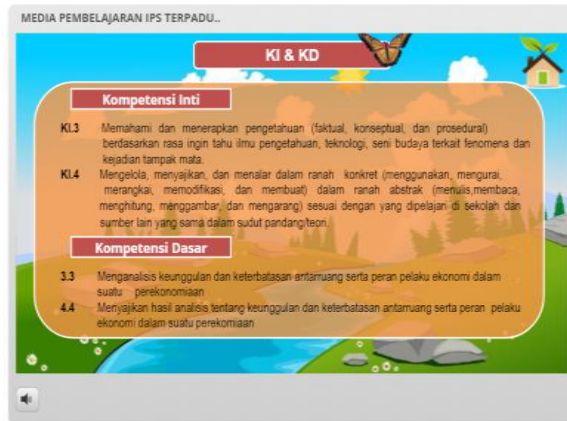 MEDIA PEMBELAJARAN IPS TERPADU..
KI & KD
Kompetensi Inti
KI.3 Memahami dan menerapkan pengetahuan (faktual, konseptual, dan prosedural)
berdasarkan rasa ingin tahu ilmu pengetahuan, teknologi, seni budaya terkait fenomena dan
kejadian tampak mata.
KI.4 Mengelola, menyajikan, dan menalar dalam ranah konkret (menggunakan, mengurai,
merangkai, memodifikasi, dan membuat) dalam ranah abstrak (menulis,membaca,
menghitung, menggambar, dan mengarang) sesuai dengan yang dipelajari di sekolah dan
sumber lain yang sama dalam sudut pandang/teori.
Kompetensi Dasar
3.3 Menganalisis keunggulan dan keterbatasan antarruang serta peran pelaku ekonomi dalam
suatu perekonomiaan
4.4 Menyajikan hasil analisis tentang keunggulan dan keterbatasan antarruang serta peran pelaku
ekonomi dalam suatu perekomiaan